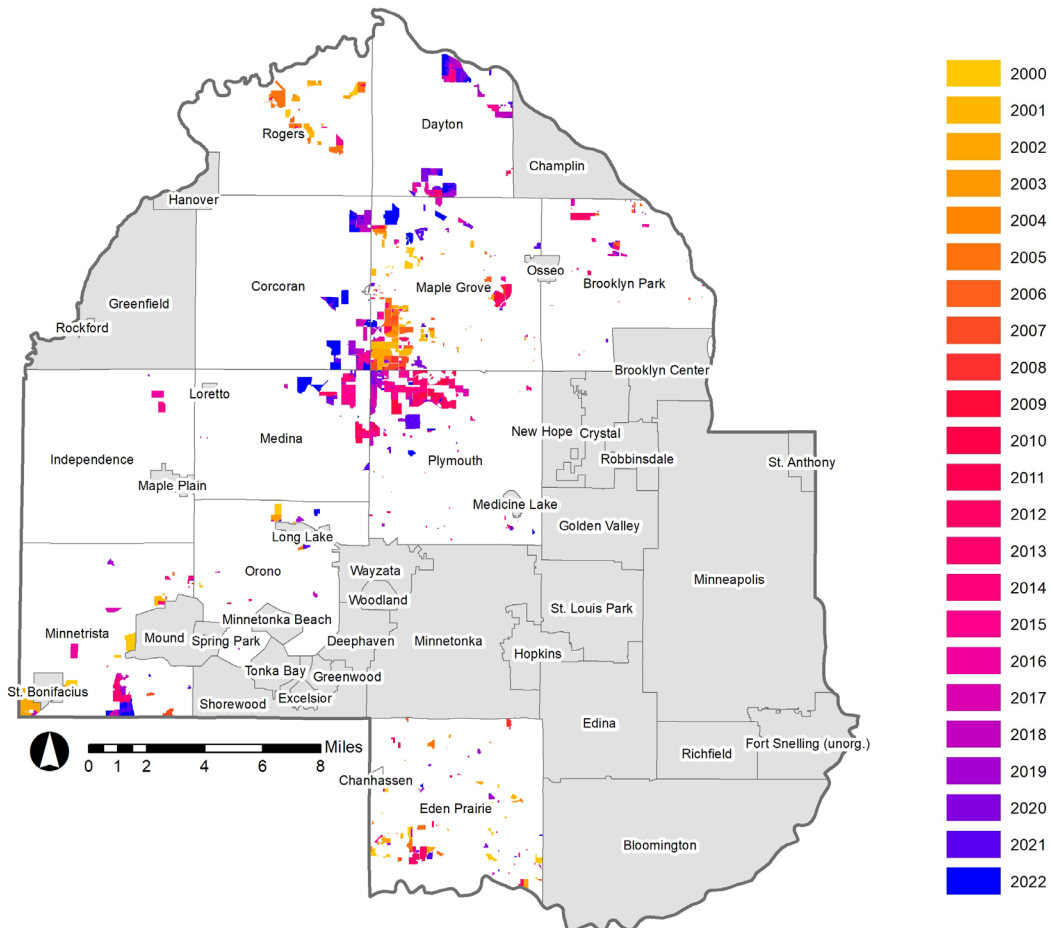 2000
2001
2002
Dayton
Rogers
Champlin
2003
Hanover
2004
2005
Osseo
Corcoran
Maple Grove
Brooklyn Park
2006
Greenfield
Rockford
2007
2008
Brooklyn Center
Loretto
2009
New Hope
Crystal
Medina
2010
Independence
Plymouth
Robbinsdale
St. Anthony
2011
Maple Plain
Medicine Lake
2012
Golden Valley
Long Lake
2013
Orono
Wayzata
Minneapolis
2014
Woodland
St. Louis Park
Minnetonka Beach
2015
Minnetrista
Mound
Spring Park
Deephaven
Minnetonka
Hopkins
2016
Tonka Bay
Greenwood
St. Bonifacius
Excelsior
2017
Shorewood
Edina
2018
Miles
Fort Snelling (unorg.)
Richfield
0 1 2 4 6 8
2019
Chanhassen
Eden Prairie
2020
2021
Bloomington
2022